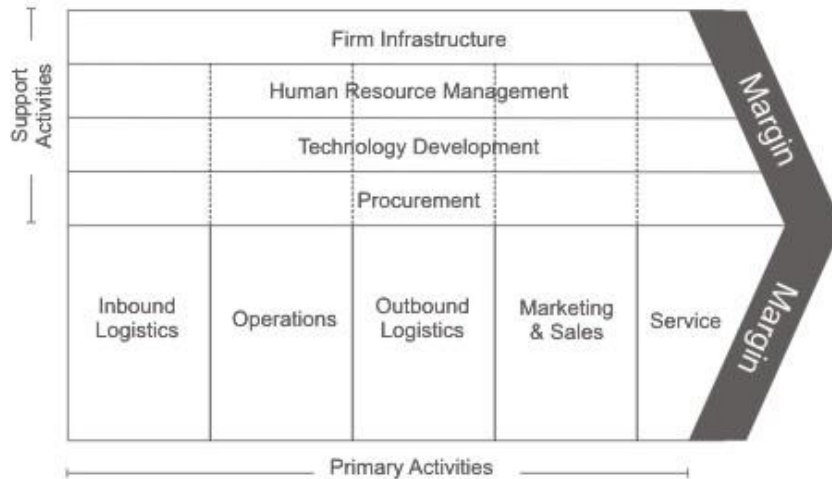 Support
Activities
Firm Infrastructure
Human Resource Management
Technology Development
Procurement
Inbound
Logistics
Operations
Outbound
Logistics
Marketing
& Sales
Service
Margin
Margin
Primary Activities